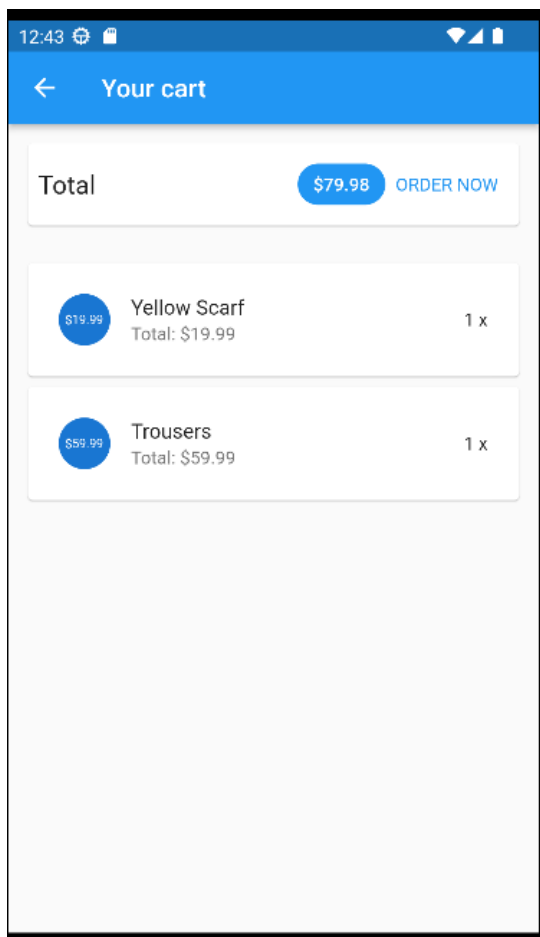 12:43
Your cart
Total $79.98 ORDER NOW
$19.99 Yellow Scarf 1 x
Total: $19.99
$59.99 Trousers 1 x
Total: $59.99